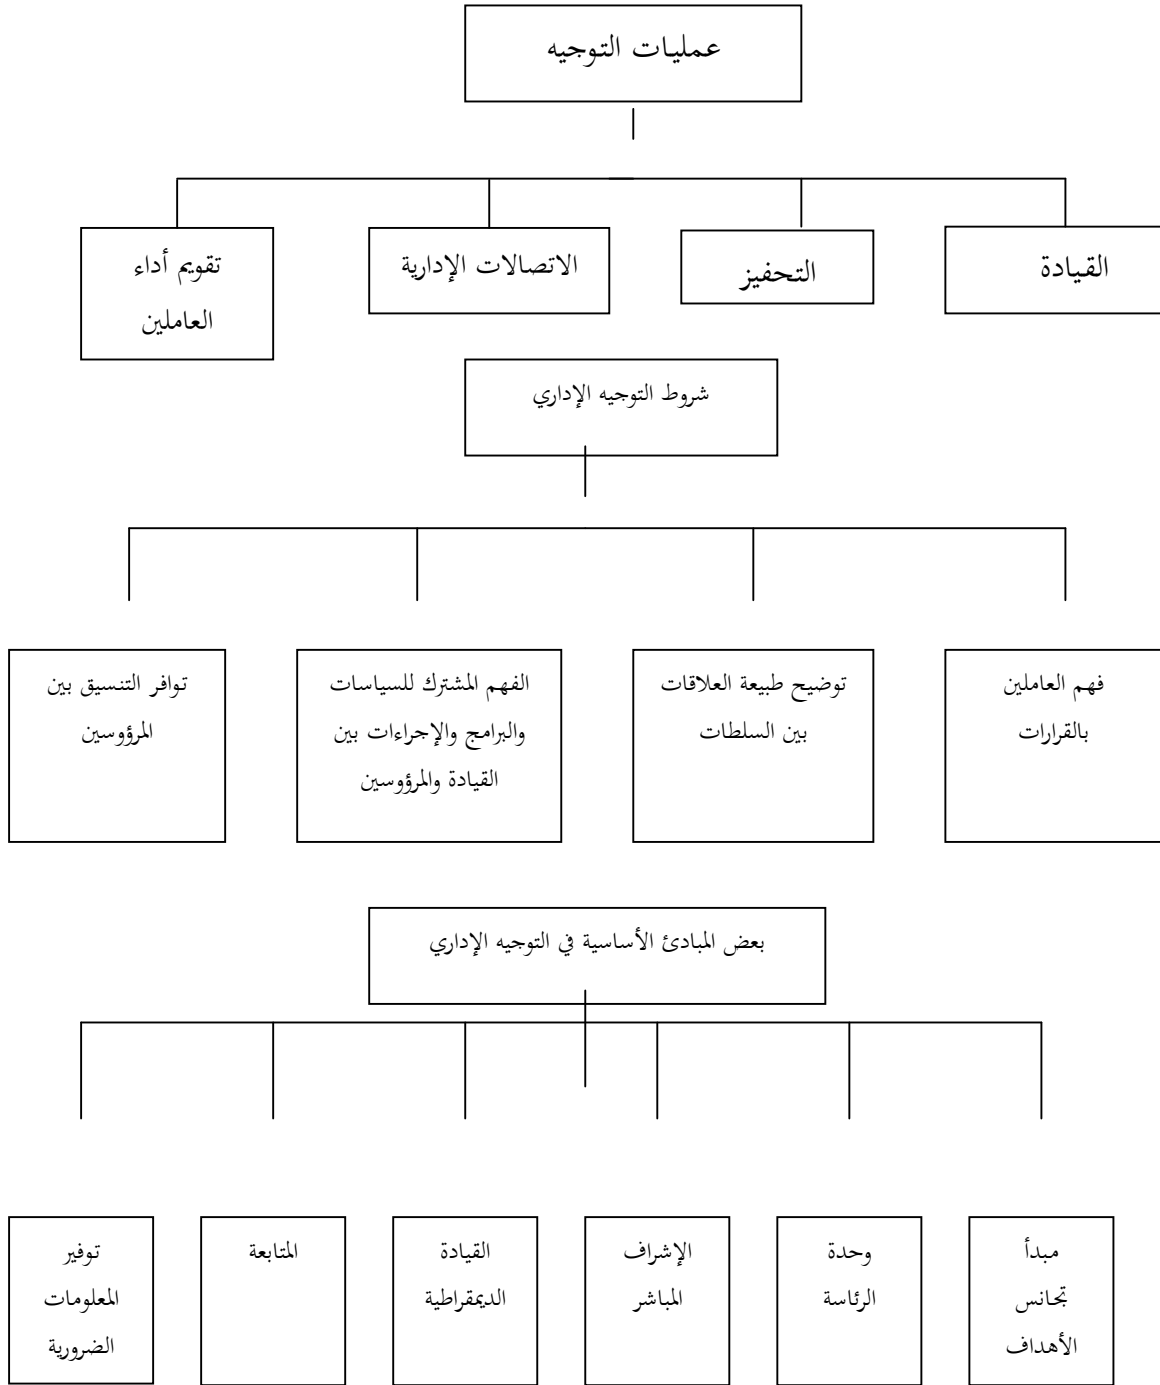 عمليات التوجيه
القيادة
التحفيز
الاتصالات الإدارية
تقويم أداء
العاملين
شروط التوجيه الإداري
فهم العاملين
بالقرارات
توضيح طبيعة العلاقات
بين السلطات
الفهم المشترك للسياسات
والبرامج والإجراءات بين
القيادة والمرؤوسين
توافر التنسيق بين
المرؤوسين
بعض المبادئ الأساسية في التوجيه الإداري
مبدأ
تجانس
الأهداف
وحدة
الرئاسة
الإشراف
المباشر
القيادة
الديمقراطية
المتابعة
توفير
المعلومات
الضرورية